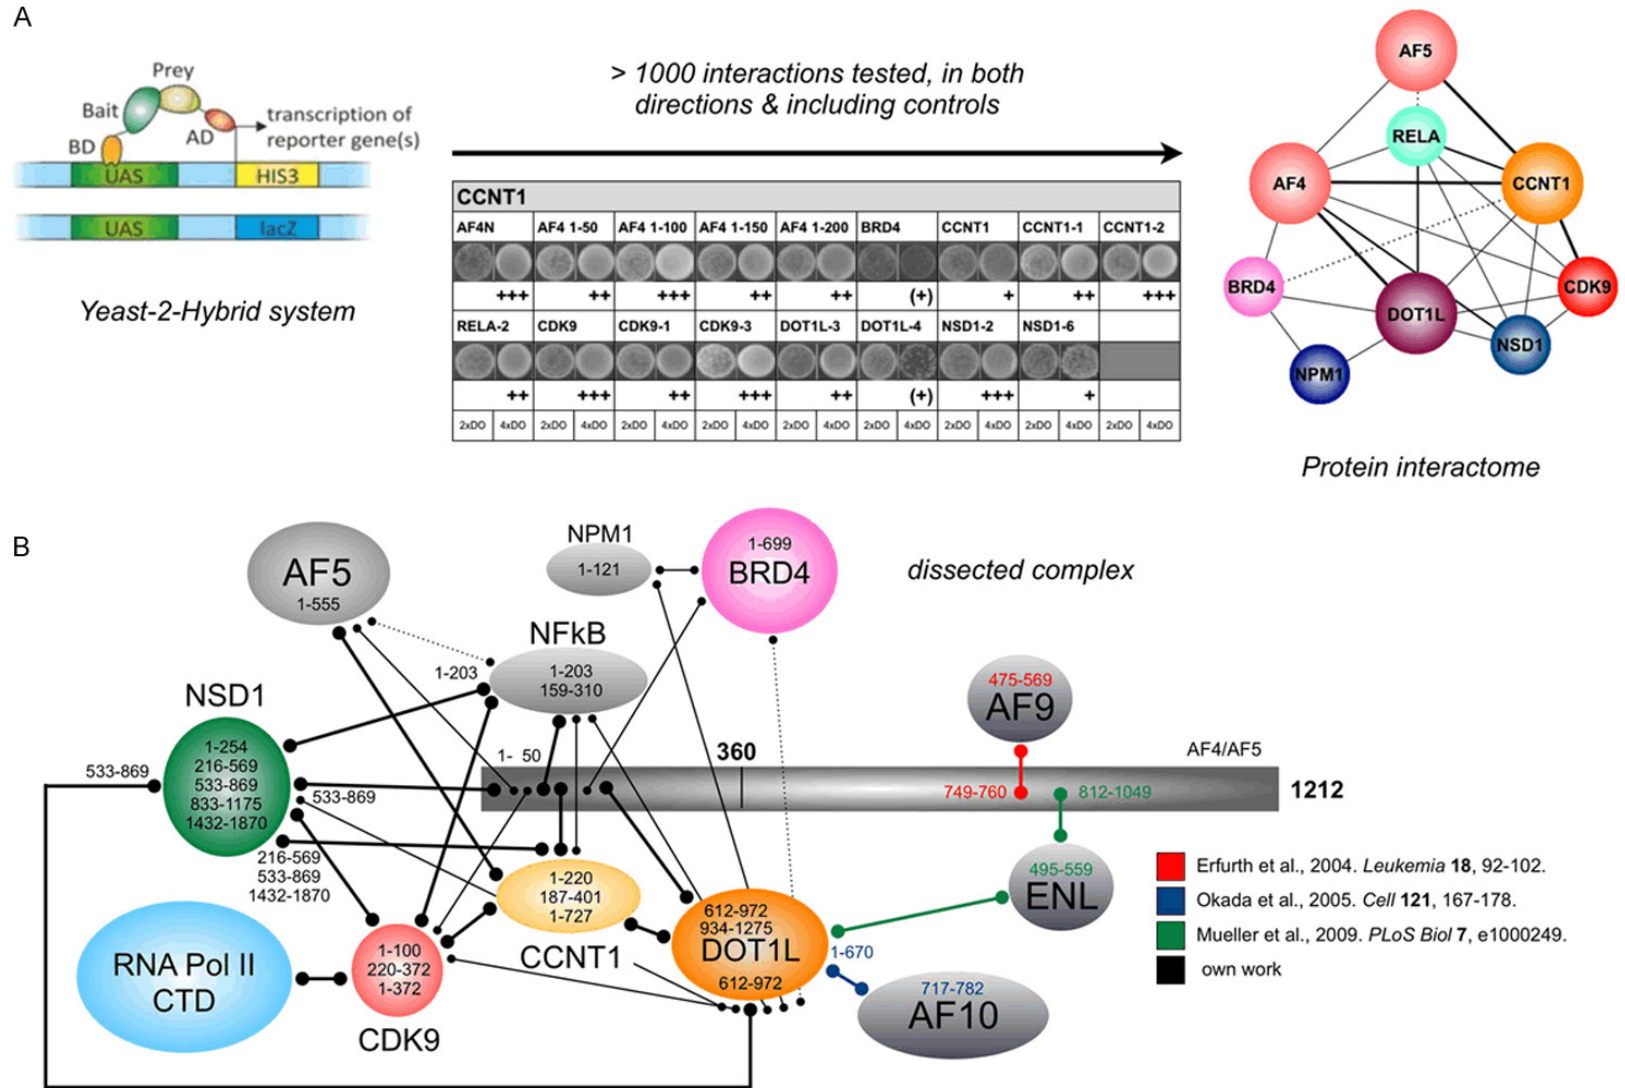 A
Prey
Bait
BD
AD
transcription of
reporter gene(s)
UAS
HIS3
UAS
lacZ
Yeast-2-Hybrid system
> 1000 interactions tested, in both
directions & including controls
CCNT1
AF4N AF4 1-50 AF4 1-100 AF4 1-150 AF4 1-200 BRD4 CCNT1 CCNT1-1 CCNT1-2
+++ ++ +++ ++ ++ (+) + ++ +++
RELA-2 CDK9 CDK9-1 CDK9-3 DOT1L-3 DOT1L-4 NSD1-2 NSD1-6
++ +++ ++ +++ ++ (+) +++ +
2xDO 4xDO 2xDO 4xDO 2xDO 4xDO 2xDO 4xDO 2xDO 4xDO 2xDO 4xDO 2xDO 4xDO 2xDO 4xDO 2xDO 4xDO
AF5
RELA
AF4
CCNT1
BRD4
CDK9
DOT1L
NSD1
NPM1
Protein interactome
B
AF5
1-555
NPM1
1-121
1-699
BRD4
dissected complex
NFkB
1-203
1-203
159-310
NSD1
1-254
216-569
533-869
833-1175
1432-1870
533-869
533-869
216-569
533-869
1432-1870
1- 50
360
AF4/AF5
1212
475-569
AF9
749-760
812-1049
495-559
ENL
1-220
187-401
1-727
CCNT1
612-972
934-1275
DOT1L
612-972
1-670
717-782
AF10
RNA Pol II
CTD
1-100
220-372
1-372
CDK9
Erfurth et al., 2004. Leukemia 18, 92-102.
Okada et al., 2005. Cell 121, 167-178.
Mueller et al., 2009. PLoS Biol 7, e1000249.
own work